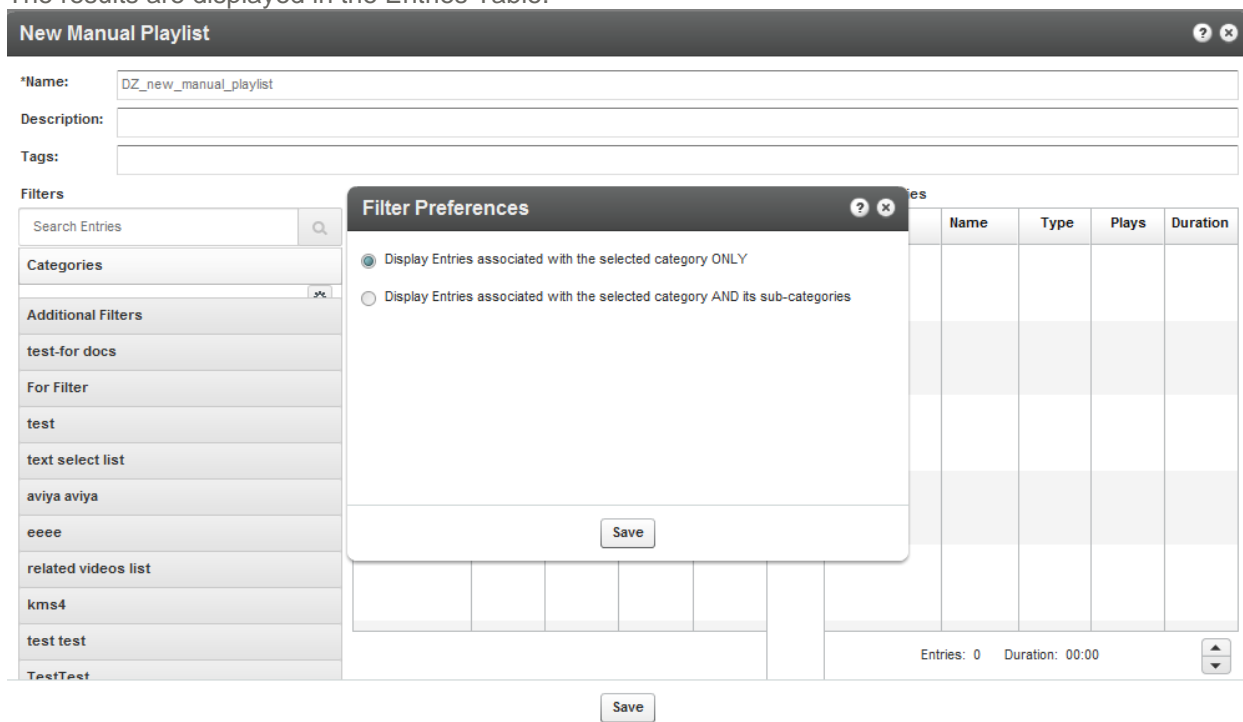 The results are displayed in the Entries Table.
New Manual Playlist
*Name: DZ_new_manual_playlist
Description:
Tags:
Filters
Search Entries
Categories
Additional Filters
test-for docs
For Filter
test
text select list
aviya aviya
eeee
related videos list
kms4
test test
TestTest
Filter Preferences
Display Entries associated with the selected category ONLY
Display Entries associated with the selected category AND its sub-categories
Save
ies
Name Type Plays Duration
Entries: 0 Duration: 00:00
Save